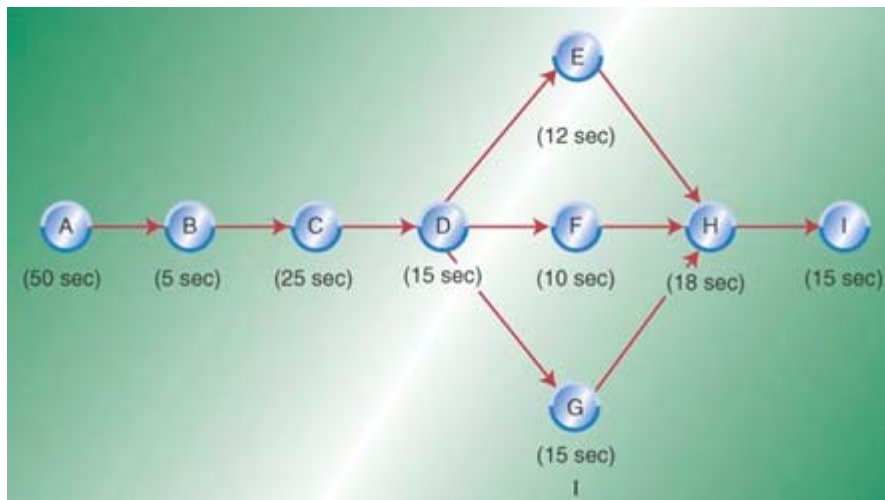 E
(12 sec)
A B C D F H I
(50 sec) (5 sec) (25 sec) (15 sec) (10 sec) (18 sec) (15 sec)
G
(15 sec)
I